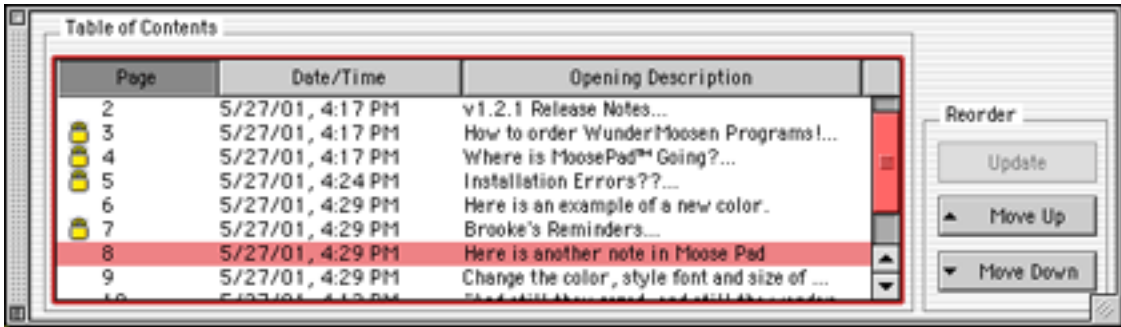 Table of Contents
Page Date/Time Opening Description
2 5/27/01, 4:17 PM v1.2.1 Release Notes...
3 5/27/01, 4:17 PM How to order WunderMoosen Programs!...
4 5/27/01, 4:17 PM Where is MoosePad™ Going?...
5 5/27/01, 4:24 PM Installation Errors??...
6 5/27/01, 4:29 PM Here is an example of a new color.
7 5/27/01, 4:29 PM Brooke's Reminders...
8 5/27/01, 4:29 PM Here is another note in Moose Pad
9 5/27/01, 4:29 PM Change the color, style font and size of ...
Reorder
Update
Move Up
Move Down